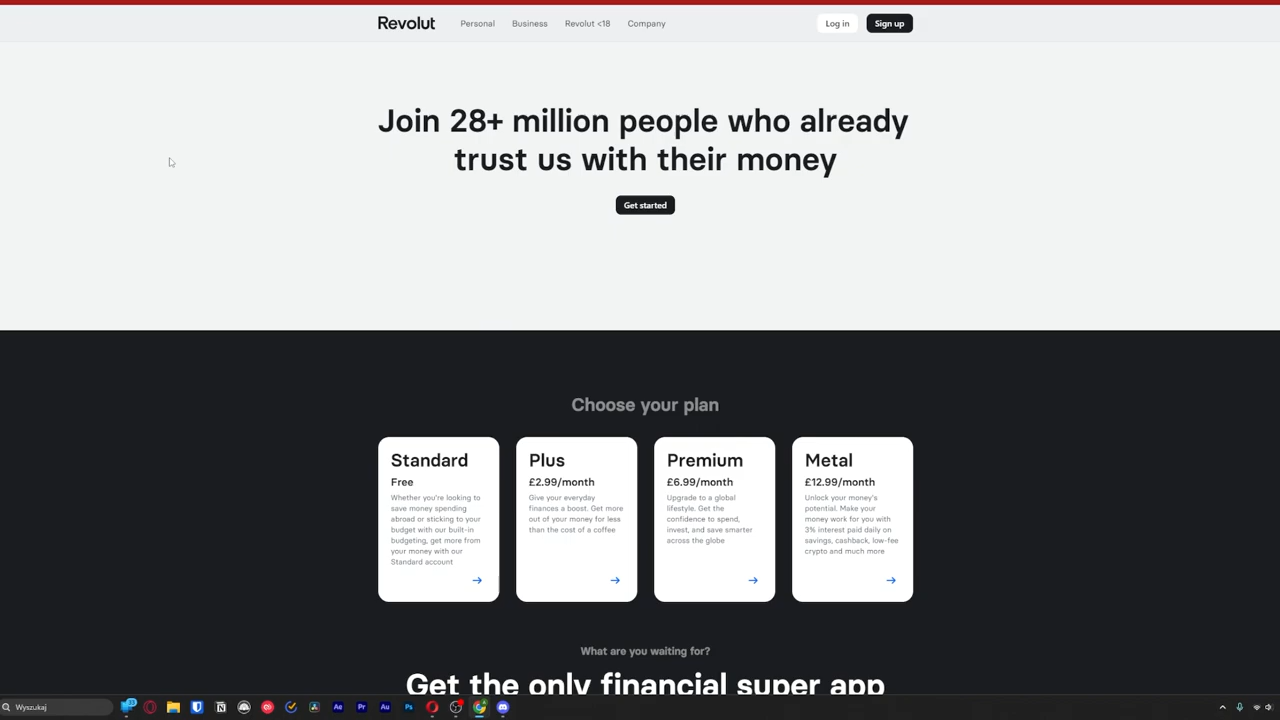 Revolut
Personal
Business
Revolut <18
Company
Log in
Sign up
Join 28+ million people who already
trust us with their money
Get started
Choose your plan
Standard
Free
Whether you're looking to
save money spending
abroad or sticking to your
budget with our built-in
budgeting, get more from
your money with our
Standard account
Plus
£2.99/month
Give your everyday
finances a boost. Get more
out of your money for less
than the cost of a coffee
Premium
£6.99/month
Upgrade to a global
lifestyle. Get the
confidence to spend,
invest, and save smarter
across the globe
Metal
£12.99/month
Unlock your money's
potential. Make your
money work for you with
3% interest paid daily on
savings, cashback, low-fee
crypto and much more
What are you waiting for?
Get the only financial super app
Wyszukaj
Ae
Pr
Au
Ps